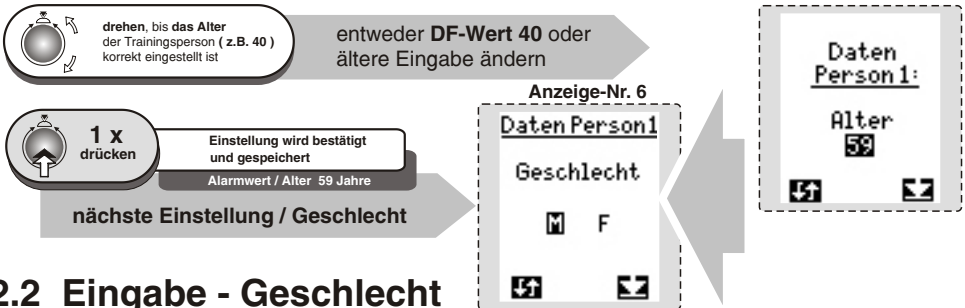 drehen, bis das Alter
der Trainingsperson ( z.B. 40 )
korrekt eingestellt ist
entweder DF-Wert 40 oder
ältere Eingabe ändern
Daten
Person 1:
Alter
59
Anzeige-Nr. 6
Daten Person1
Geschlecht
M F
1 x
drücken
Einstellung wird bestätigt
und gespeichert
Alarmwert / Alter 59 Jahre
nächste Einstellung / Geschlecht
2.2 Eingabe - Geschlecht